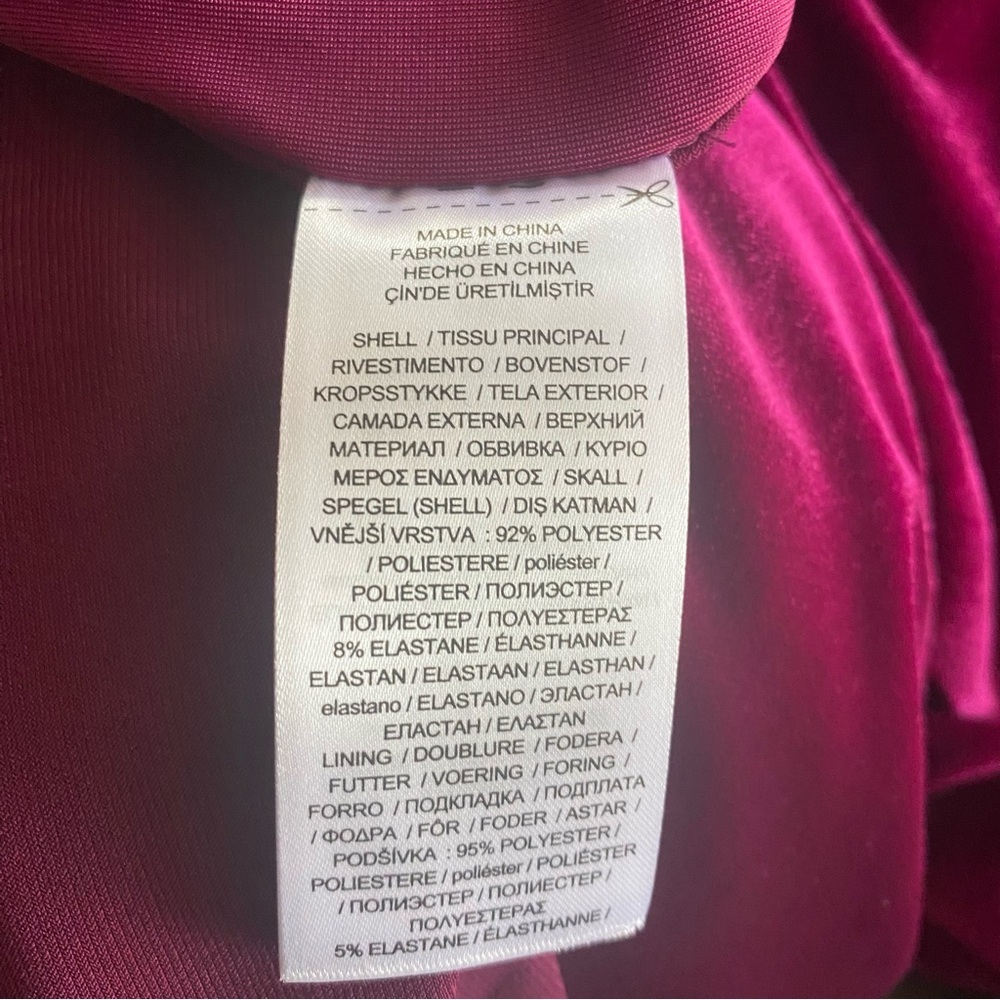 MADE IN CHINA
FABRIQUÉ EN CHINE
HECHO EN CHINA
ÇİN'DE ÜRETİLMİŞTİR
SHELL / TISSU PRINCIPAL /
RIVESTIMENTO / BOVENSTOF /
KROPSSTYKKE / TELA EXTERIOR /
CAMADA EXTERNA / ВЕРХНИЙ
МАТЕРИАЛ / ОБВИВКА / ΚΥΡΙΟ
ΜΕΡΟΣ ΕΝΔΥΜΑΤΟΣ / SKALL /
SPEGEL (SHELL) / DIŞ KATMAN /
VNĚJŠÍ VRSTVA : 92% POLYESTER
/ POLIESTERE / poliéster /
POLIÉSTER / ПОЛИЭСТЕР /
ПОЛИЕСТЕР / ΠΟΛΥΕΣΤΕΡΑΣ
8% ELASTANE / ÉLASTHANNE /
ELASTAN / ELASTAAN / ELASTHAN /
elastano / ELASTANO / ЭЛАСТАН /
ЕЛАСТАН / ΕΛΑΣΤΑΝ
LINING / DOUBLURE / FODERA /
FUTTER / VOERING / FORING /
FORRO / ПОДКЛАДКА / ПОДПЛАТА
/ ΦΟΔΡΑ / FÔR / FODER / ASTAR /
PODŠÍVKA : 95% POLYESTER /
POLIESTERE / poliéster / POLIÉSTER
/ ПОЛИЭСТЕР / ПОЛИЕСТЕР /
ΠΟΛΥΕΣΤΕΡΑΣ
5% ELASTANE / ÉLASTHANNE /